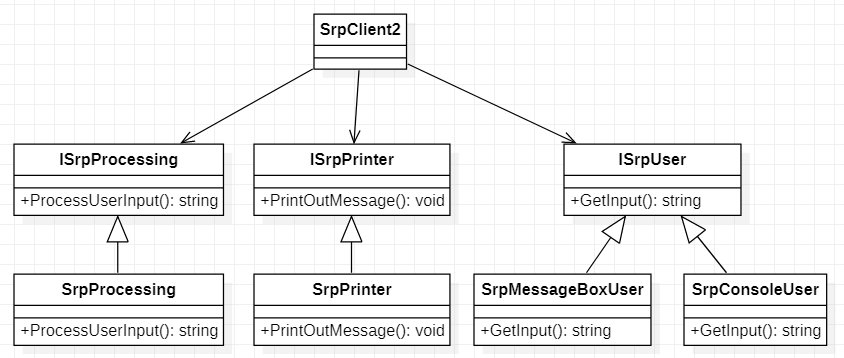 SrpClient2
ISrpProcessing
+ProcessUserInput(): string
ISrpPrinter
+PrintOutMessage(): void
ISrpUser
+GetInput(): string
SrpProcessing
+ProcessUserInput(): string
SrpPrinter
+PrintOutMessage(): void
SrpMessageBoxUser
+GetInput(): string
SrpConsoleUser
+GetInput(): string